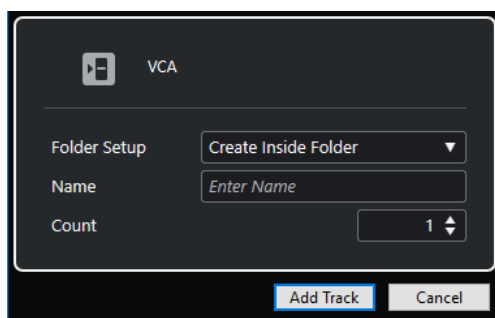 VCA
Folder Setup Create Inside Folder
Name Enter Name
Count 1
Add Track Cancel